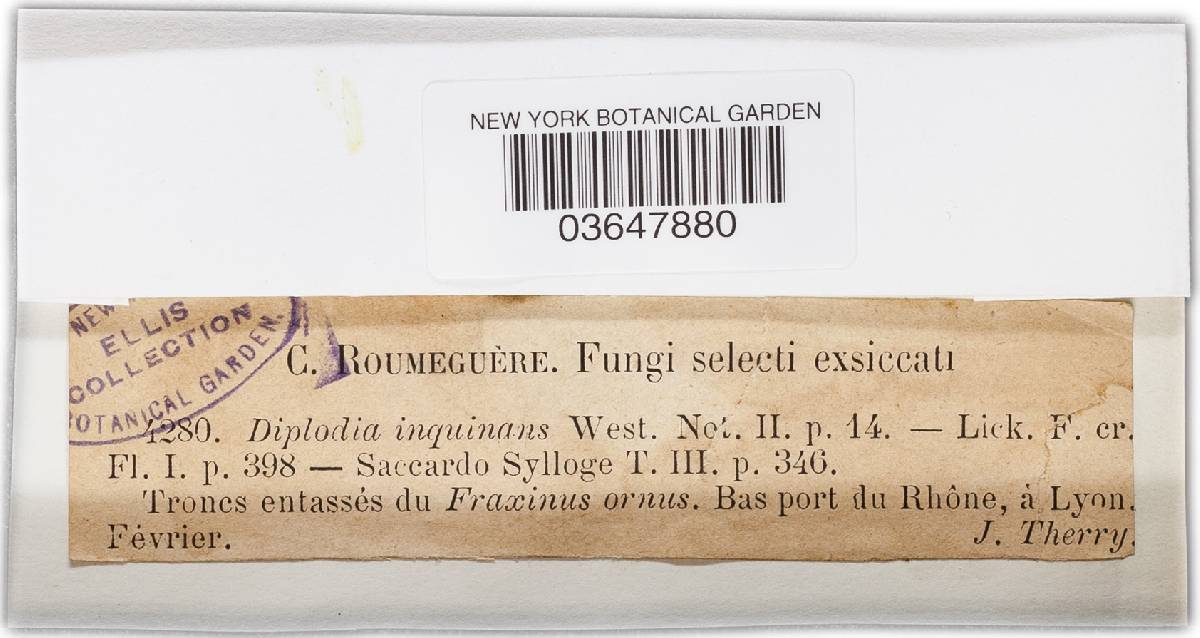 NEW YORK BOTANICAL GARDEN
03647880
NEW
ELLIS
COLLECTION
BOTANICAL GARDEN.
C. ROUMEGUÈRE. Fungi selecti exsiccati
4280. Diplodia inquinans West. Not. II. p. 14. — Lick. F. cr.
Fl. I. p. 398 — Saccardo Sylloge T. III. p. 346.
Troncs entassés du Fraxinus ornus. Bas port du Rhône, à Lyon.
Février.
J. Therry.